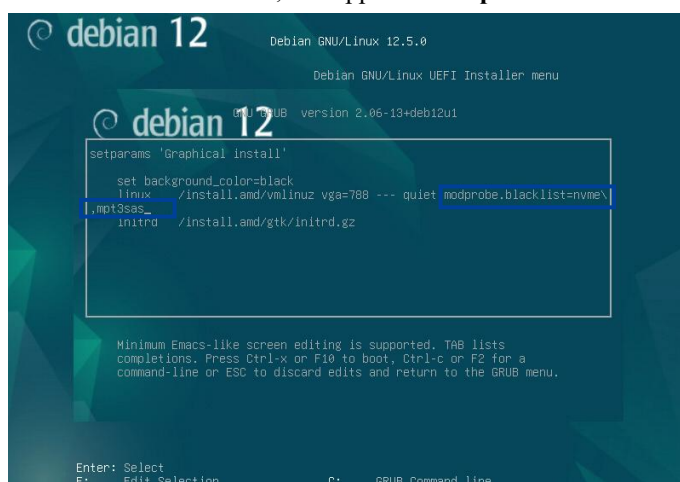 debian 12
Debian GNU/Linux 12.5.0
Debian GNU/Linux UEFI Installer menu
debian 12
version 2.06-13+deb12u1
setparams 'Graphical install'
set background_color=black
linux /install.amd/vmlinuz vga=788 --- quiet modprobe.blacklist=nvme\
,mpt3sas_
initrd /install.amd/gtk/initrd.gz
Minimum Emacs-like screen editing is supported. TAB lists
completions. Press Ctrl-x or F10 to boot, Ctrl-c or F2 for a
command-line or ESC to discard edits and return to the GRUB menu.
Enter: Select
E: Edit Selection C: GRUB Command line